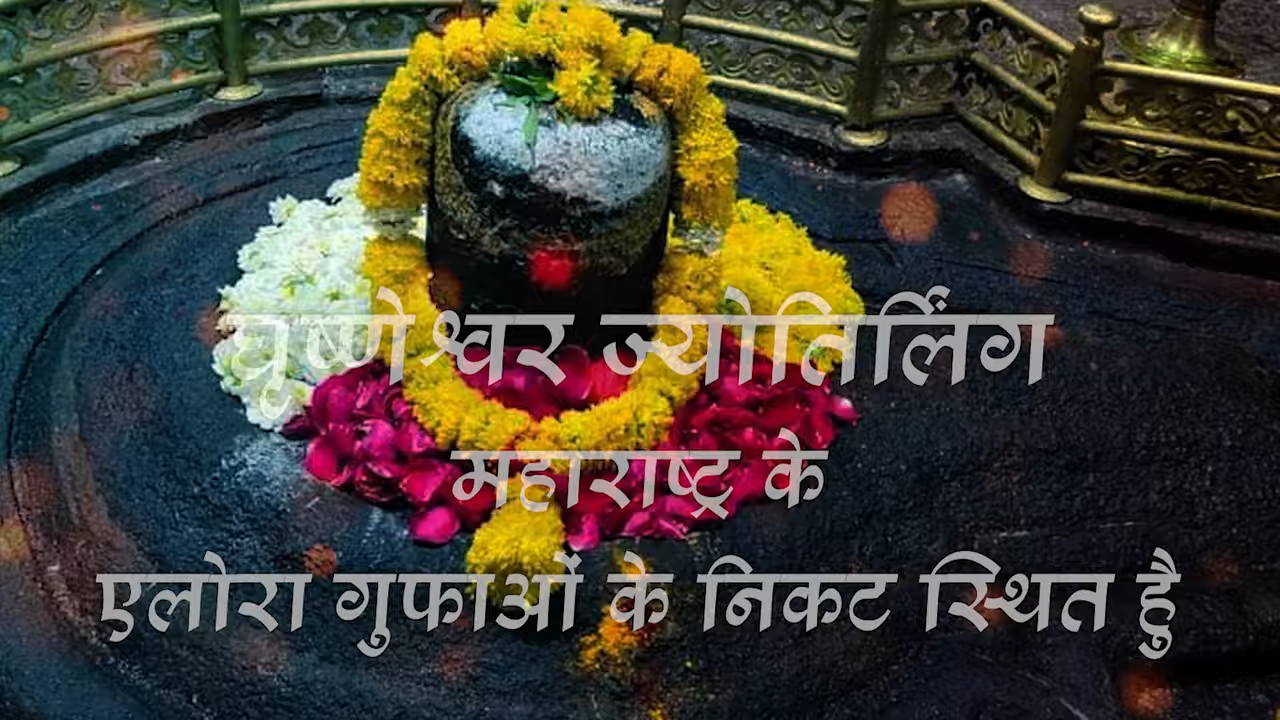 घृष्णेश्वर ज्योतिर्लिंग
महाराष्ट्र के
एलोरा गुफाओं के निकट स्थित है